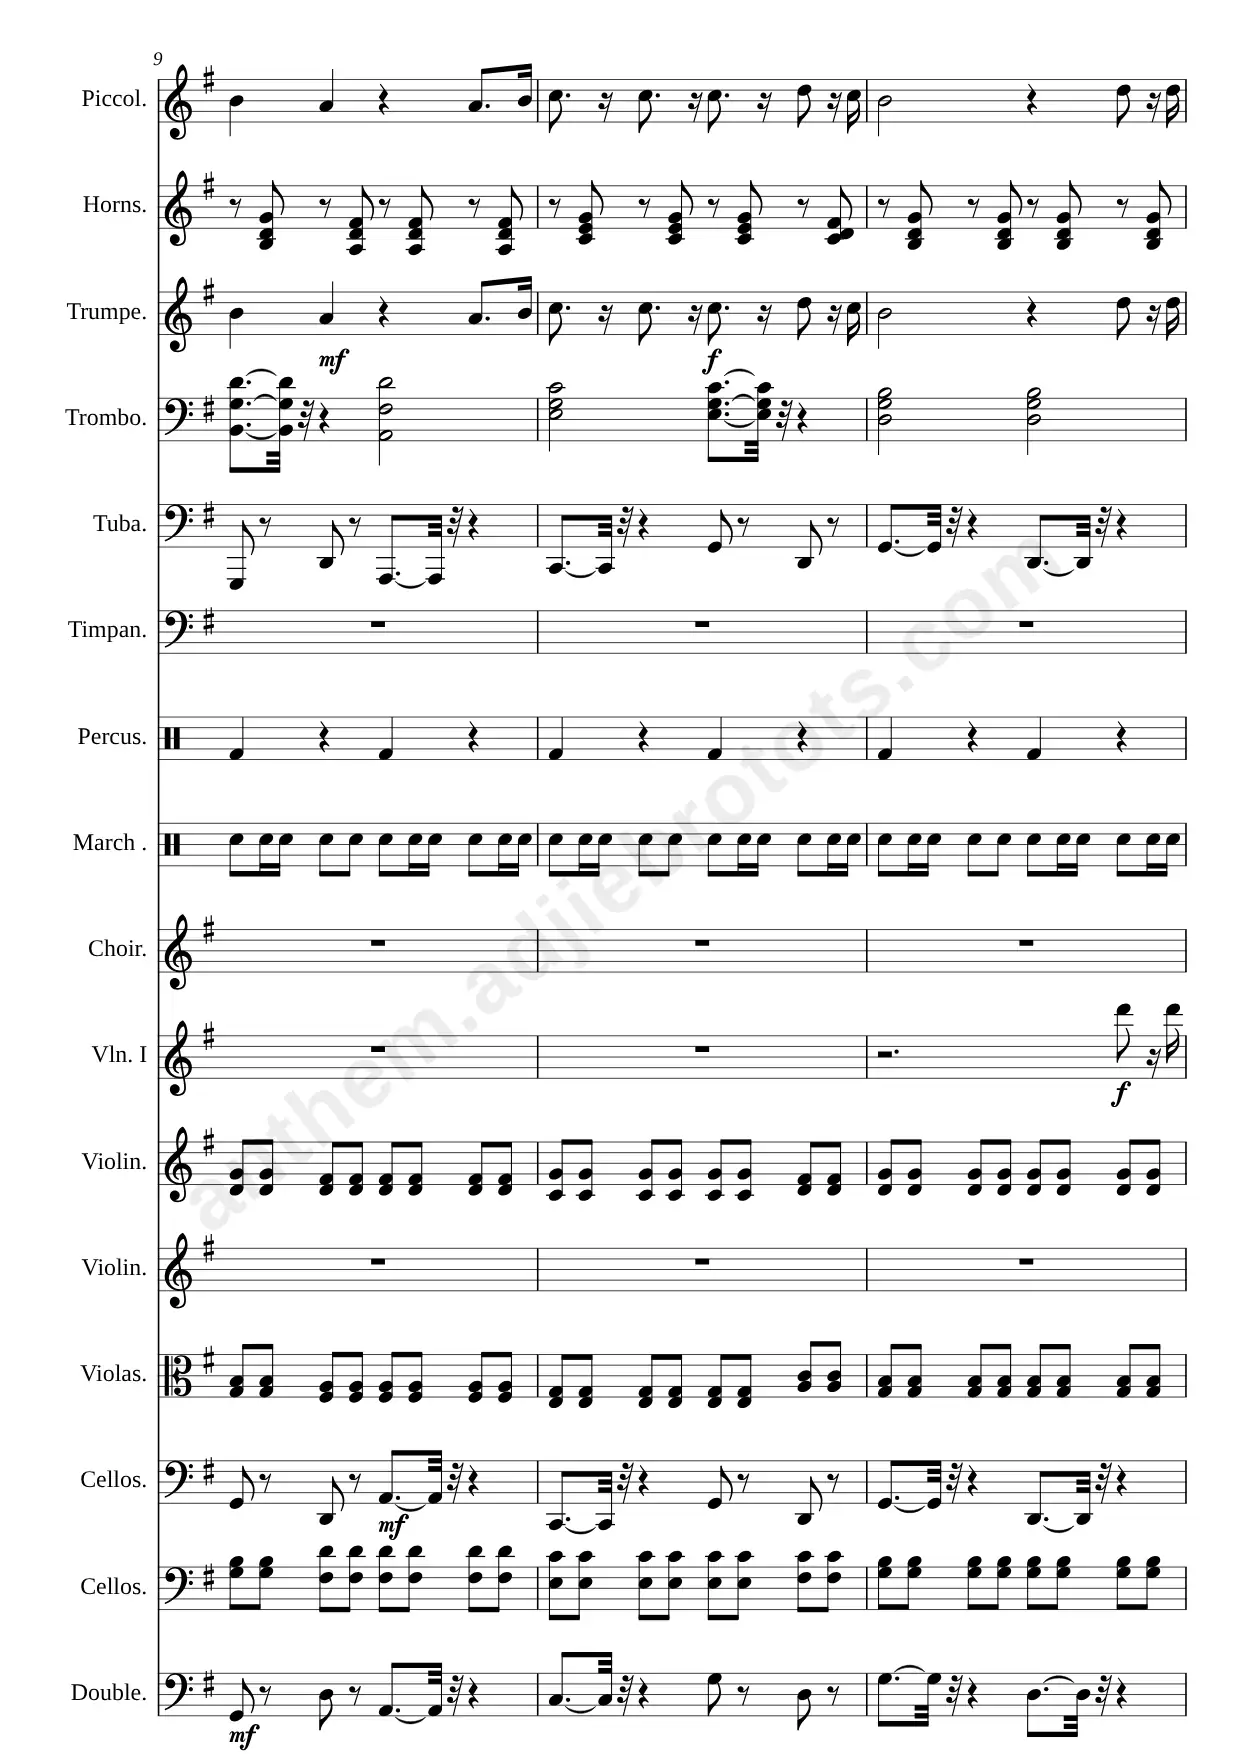 9
Piccol.
Horns.
Trumpe.
mf f
Trombo.
Tuba.
Timpan.
Percus.
March .
Choir.
Vln. I
f
Violin.
Violin.
Violas.
Cellos.
mf
Cellos.
Double.
mf
anthem.adjiebrotots.com